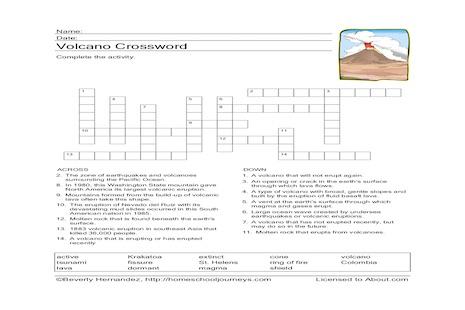 Name:
Date:
Volcano Crossword
Complete the activity.
1
2
3
4
5
6
7
8
9
10
11
12
13
14
ACROSS
2. The zone of earthquakes and volcanoes
surrounding the Pacific Ocean.
8. In 1980, this Washington State mountain gave
North America its largest volcanic eruption.
9. Mountains formed from the build-up of volcanic
lava often take this shape.
10. The eruption of Nevado del Ruiz with its
devastating mud slides occurred in this South
American nation in 1985.
12. Molten rock that is found beneath the earth's
surface.
13. 1883 volcanic eruption in southeast Asia that
killed 36,000 people.
14. A volcano that is erupting or has erupted
recently
DOWN
1. A volcano that will not erupt again.
3. An opening or crack in the earth's surface
through which lava flows.
4. A type of volcano with broad, gentle slopes and
built by the eruption of fluid basalt lava.
5. A vent at the earth's surface through which
magma and gases erupt.
6. Large ocean wave created by undersea
earthquakes or volcanic eruptions.
7. A volcano that has not erupted recently, but
may do so in the future.
11. Molten rock that erupts from volcanoes.
active Krakatoa extinct cone volcano
tsunami fissure St. Helens ring of fire Colombia
lava dormant magma shield
©Beverly Hernandez, http://homeschooljourneys.com Licensed to About.com